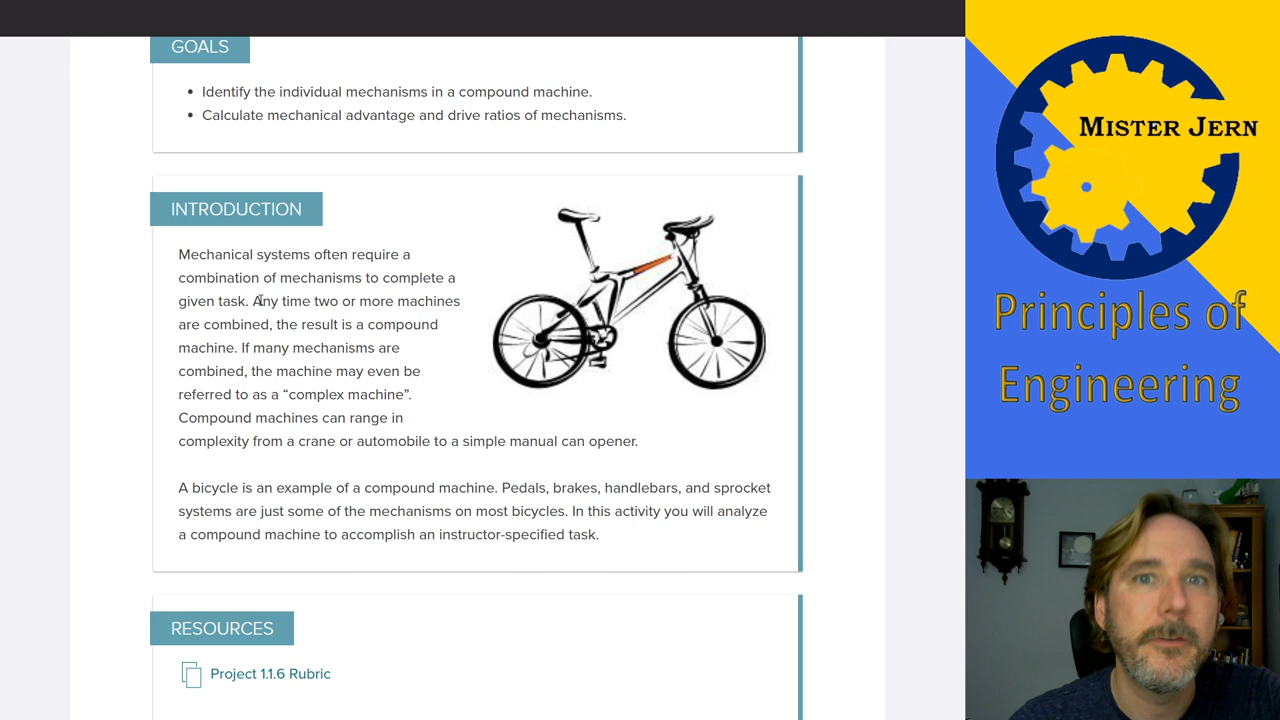 GOALS
• Identify the individual mechanisms in a compound machine.
• Calculate mechanical advantage and drive ratios of mechanisms.
INTRODUCTION
Mechanical systems often require a
combination of mechanisms to complete a
given task. Any time two or more machines
are combined, the result is a compound
machine. If many mechanisms are
combined, the machine may even be
referred to as a “complex machine”.
Compound machines can range in
complexity from a crane or automobile to a simple manual can opener.
A bicycle is an example of a compound machine. Pedals, brakes, handlebars, and sprocket
systems are just some of the mechanisms on most bicycles. In this activity you will analyze
a compound machine to accomplish an instructor-specified task.
RESOURCES
Project 1.1.6 Rubric
MISTER JERN
Principles of
Engineering